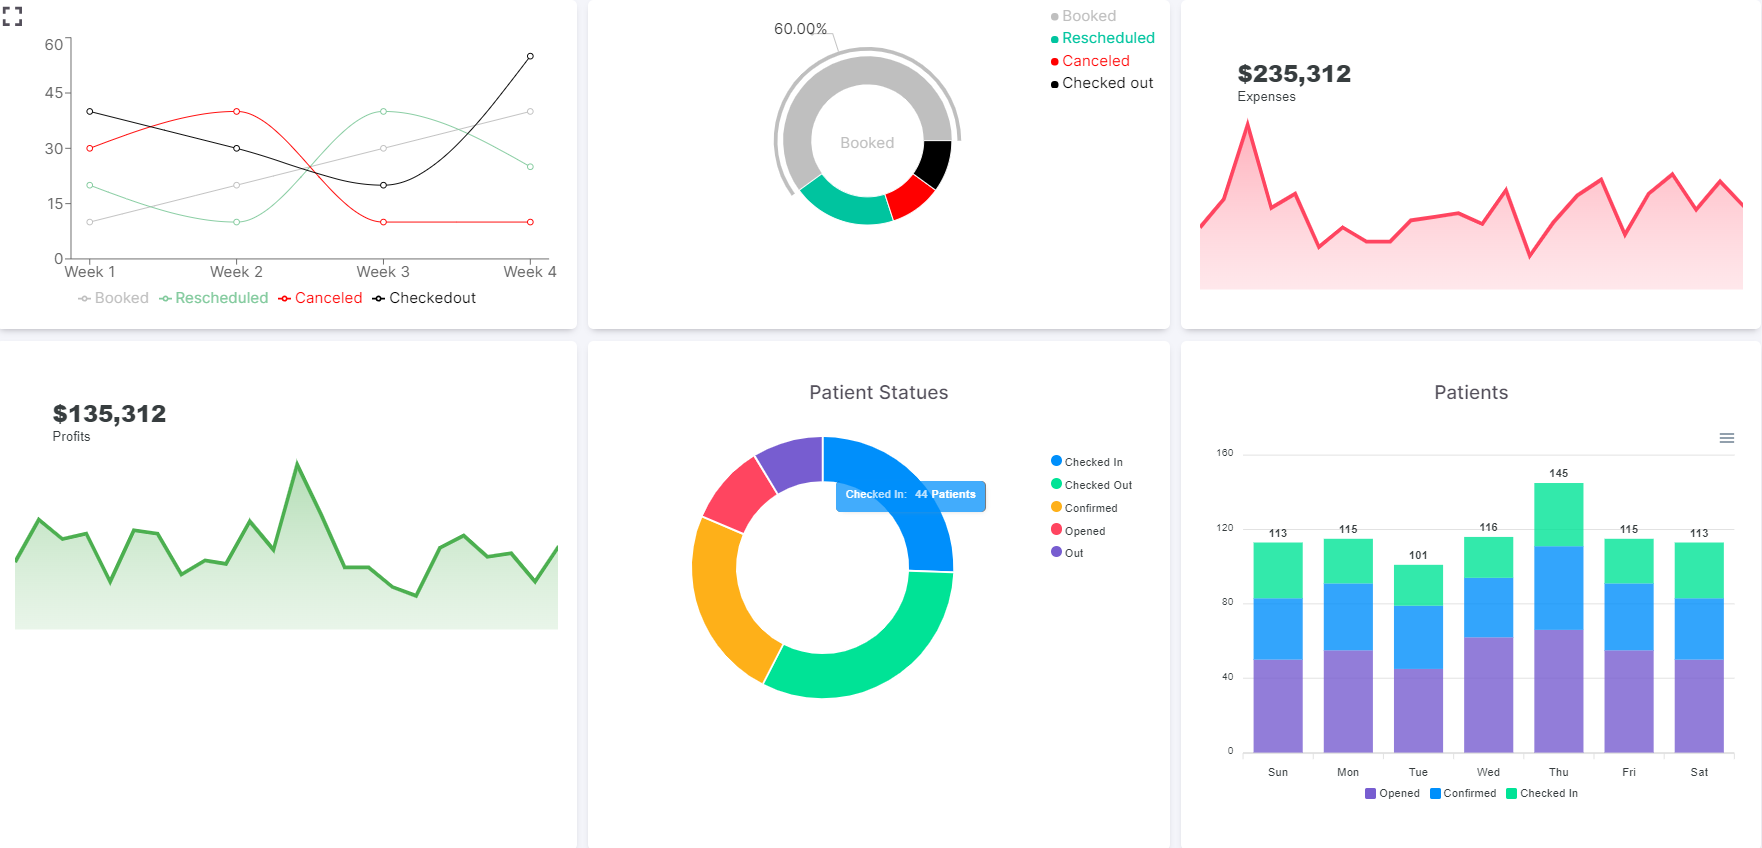 60
45
30
15
0
Week 1 Week 2 Week 3 Week 4
Booked Rescheduled Canceled Checkedout
60.00%
Booked
Booked
Rescheduled
Canceled
Checked out
$235,312
Expenses
$135,312
Profits
Patient Statues
Checked In: 44 Patients
Checked In
Checked Out
Confirmed
Opened
Out
Patients
160
120
80
40
0
113 115 101 116 145 115 113
Sun Mon Tue Wed Thu Fri Sat
Opened Confirmed Checked In